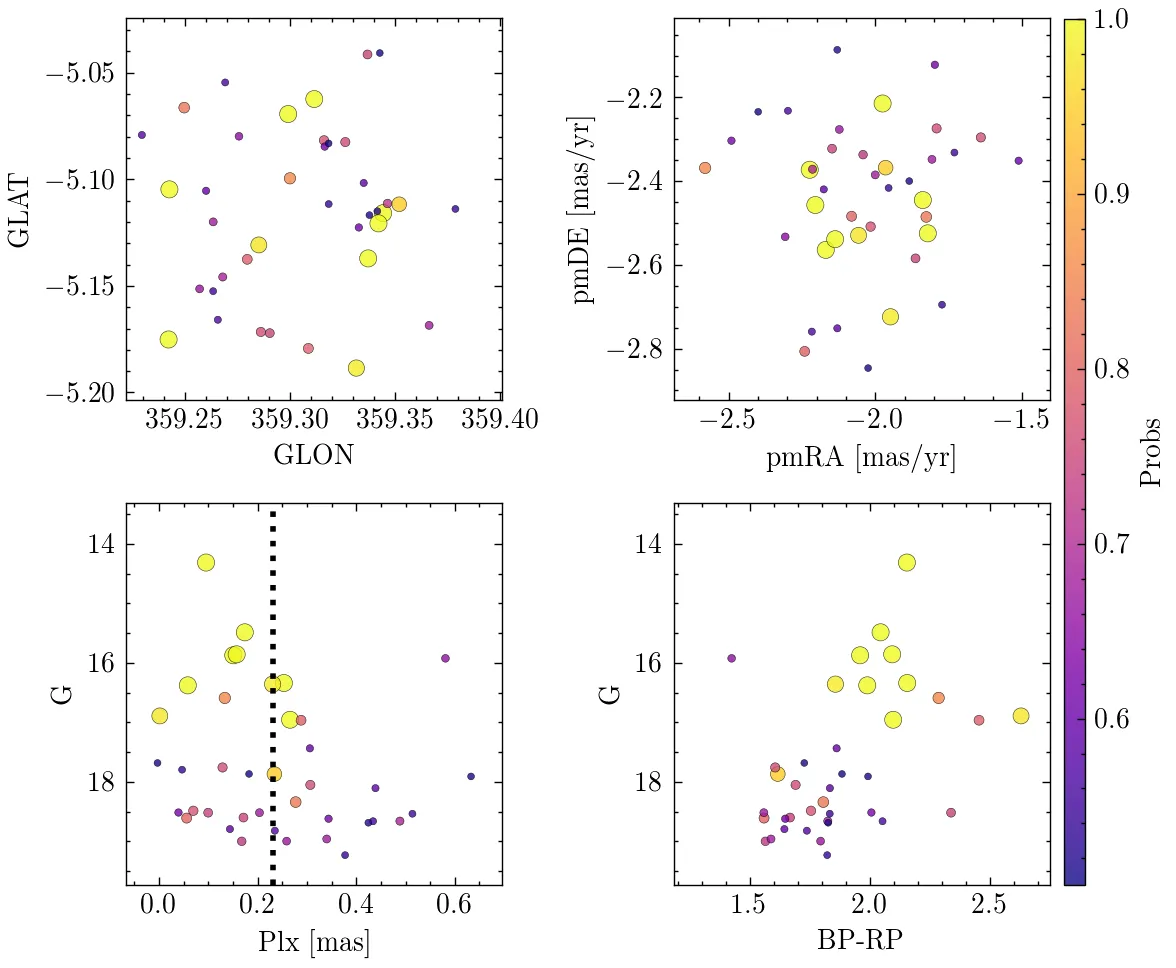 −5.05
−5.10
−5.15
−5.20
GLAT
359.25 359.30 359.35 359.40
GLON
−2.2
−2.4
−2.6
−2.8
pmDE [mas/yr]
−2.5 −2.0 −1.5
pmRA [mas/yr]
1.0
0.9
0.8
0.7
0.6
Probs
14
16
18
G
0.0 0.2 0.4 0.6
Plx [mas]
14
16
18
G
1.5 2.0 2.5
BP-RP